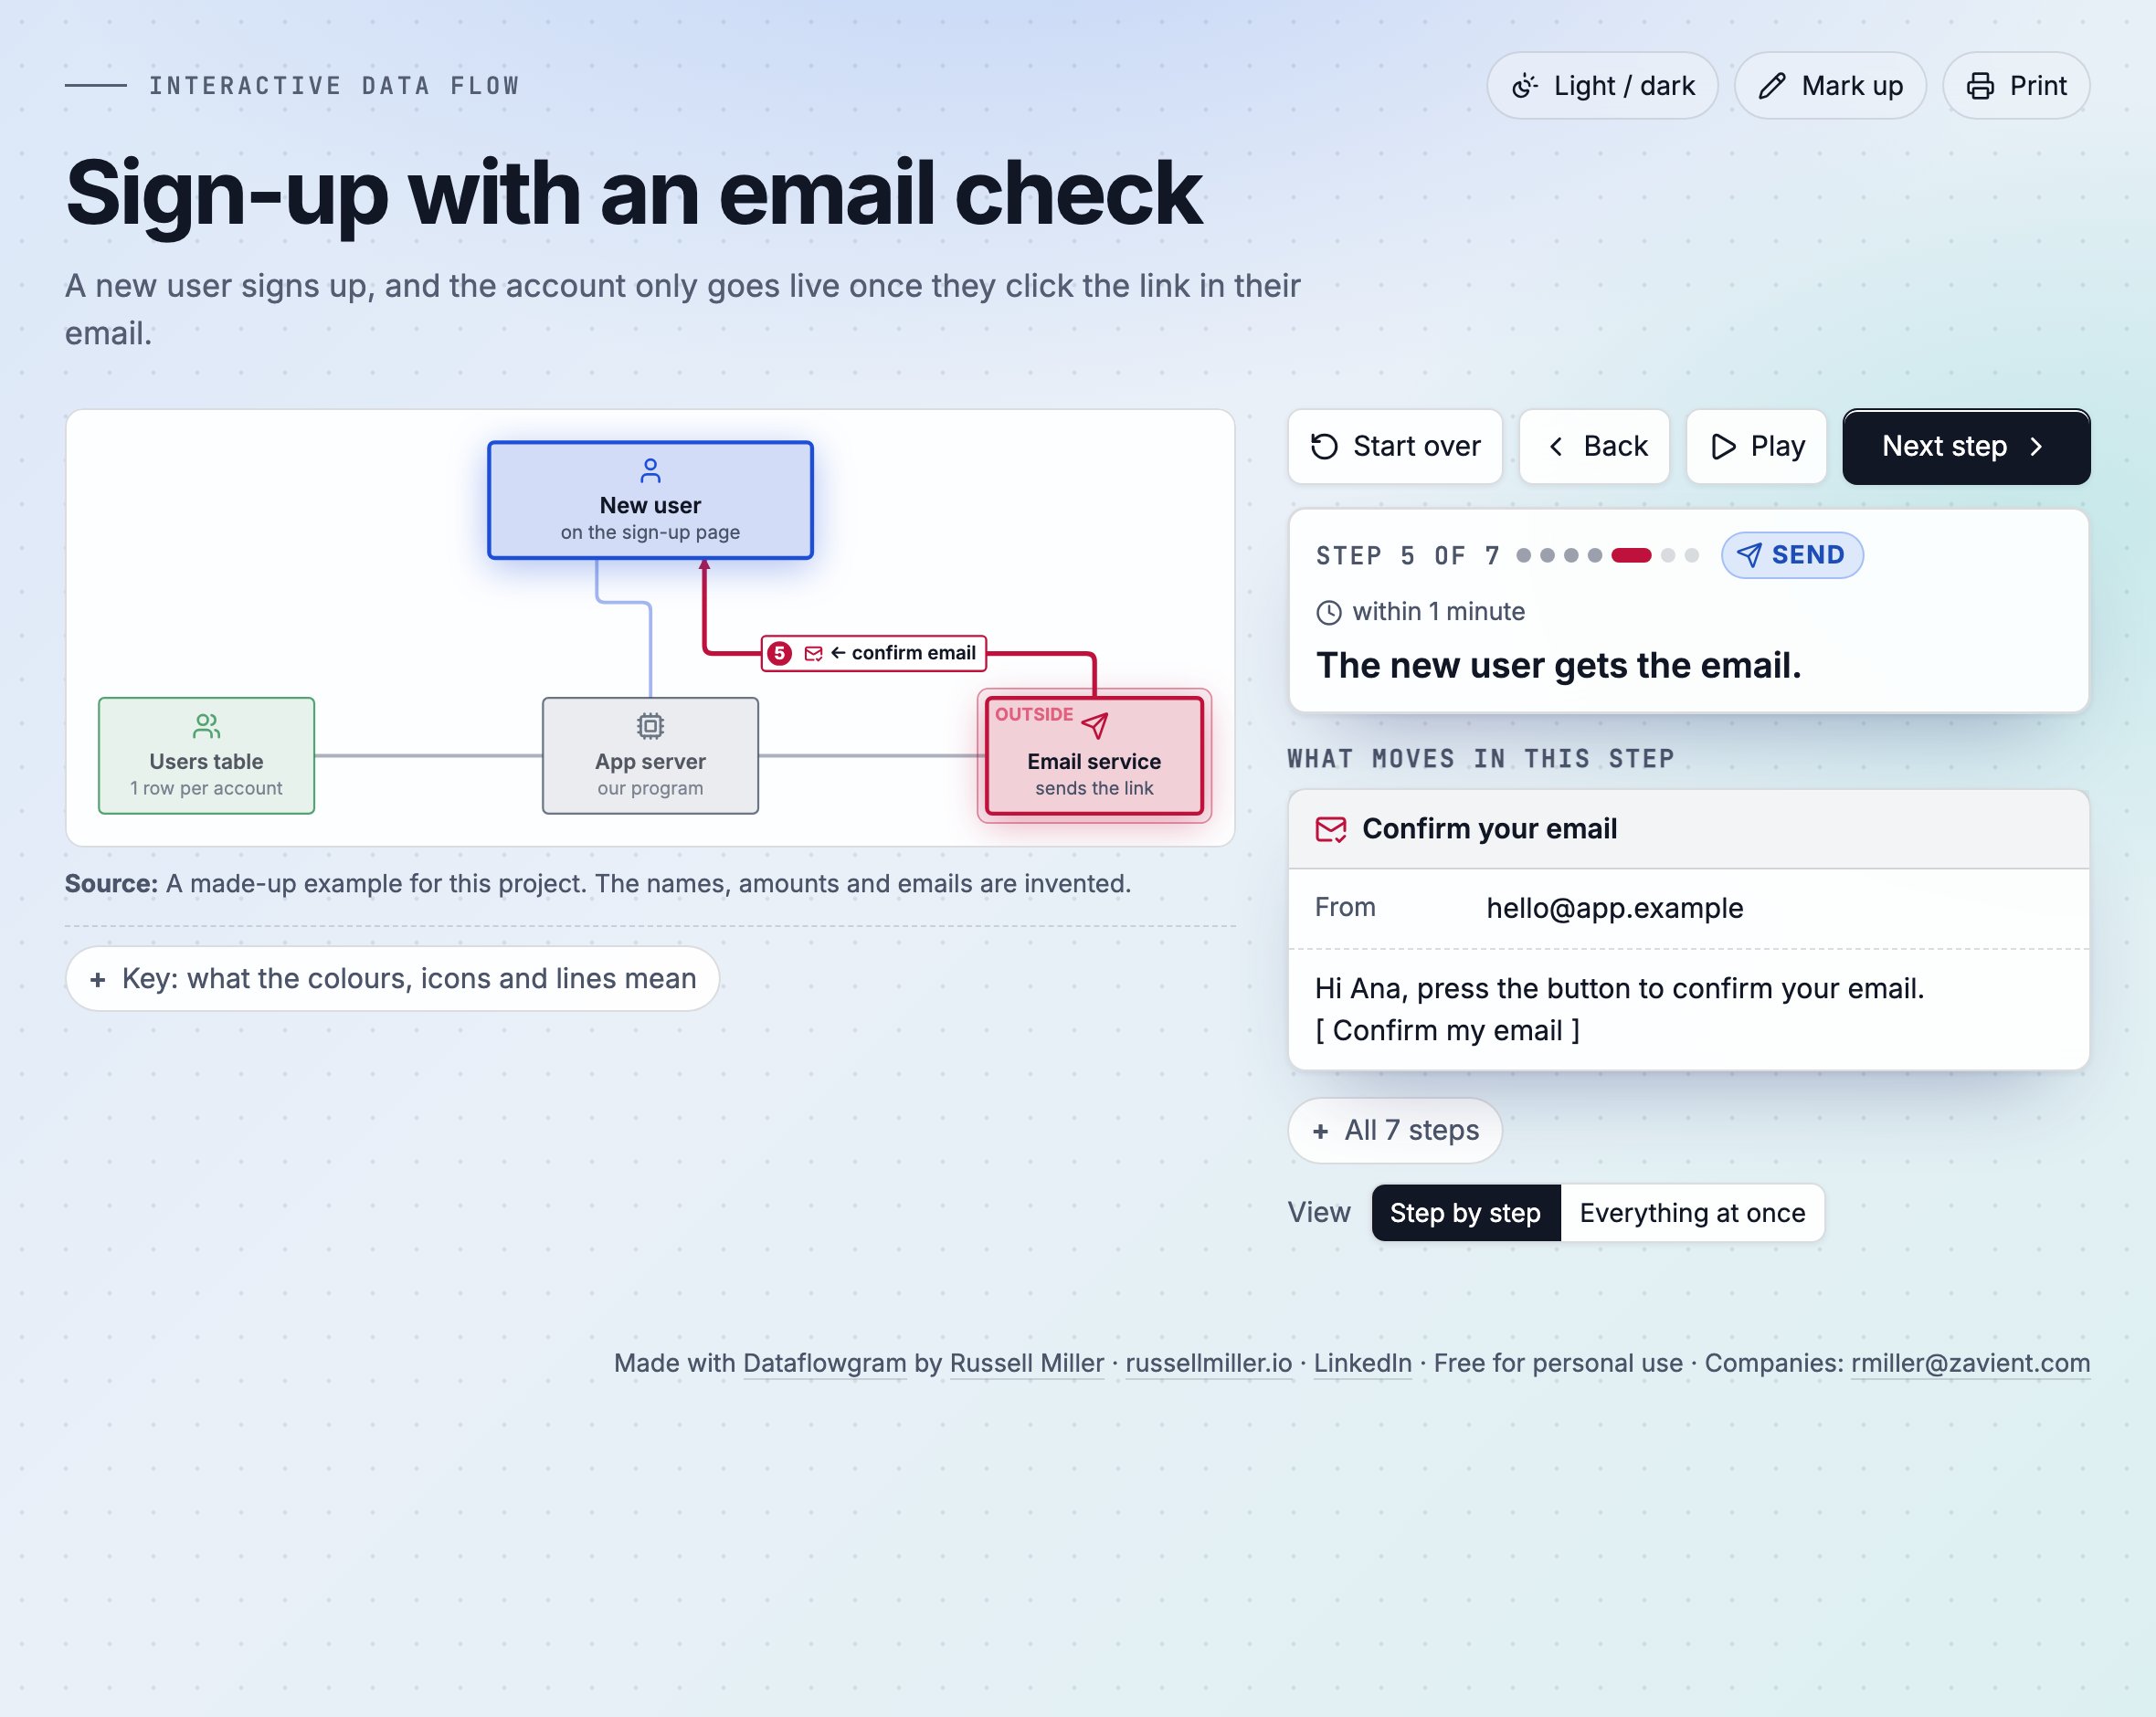 INTERACTIVE DATA FLOW
Light / dark
Mark up
Print
Sign-up with an email check
A new user signs up, and the account only goes live once they click the link in their
email.
New user
on the sign-up page
5 ← confirm email
Users table
1 row per account
App server
our program
OUTSIDE
Email service
sends the link
Source: A made-up example for this project. The names, amounts and emails are invented.
+ Key: what the colours, icons and lines mean
Start over
Back
Play
Next step
STEP 5 OF 7
SEND
within 1 minute
The new user gets the email.
WHAT MOVES IN THIS STEP
Confirm your email
From hello@app.example
Hi Ana, press the button to confirm your email.
[ Confirm my email ]
+ All 7 steps
View Step by step Everything at once
Made with Dataflowgram by Russell Miller · russellmiller.io · LinkedIn · Free for personal use · Companies: rmiller@zavient.com